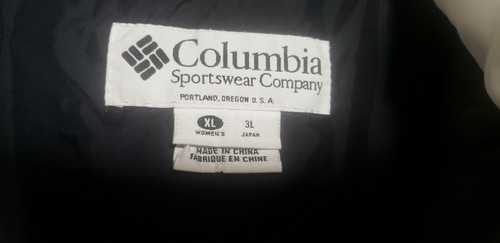 Columbia
Sportswear Company
PORTLAND, OREGON U.S.A.
XL 3L
WOMEN'S JAPAN
MADE IN CHINA
FABRIQUE EN CHINE